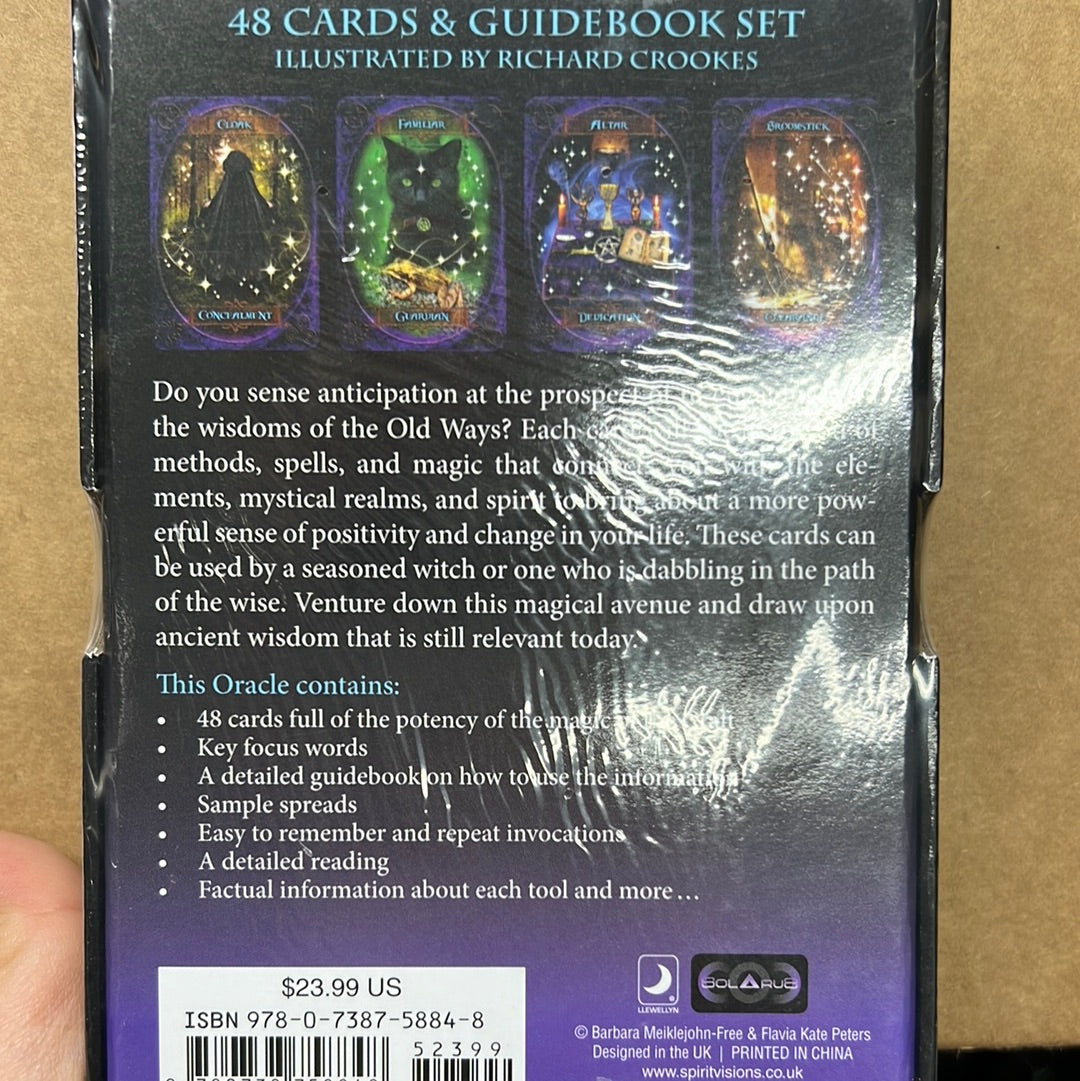 48 CARDS & GUIDEBOOK SET
ILLUSTRATED BY RICHARD CROOKES
CLOAK
FAMILIAR
ALTAR
BROOMSTICK
CONCEALMENT
GUARDIAN
DEDICATION
Do you sense anticipation at the prospect of
the wisdoms of the Old Ways? Each of
methods, spells, and magic that connects you with the ele-
ments, mystical realms, and spirit to bring about a more pow-
erful sense of positivity and change in your life. These cards can
be used by a seasoned witch or one who is dabbling in the path
of the wise. Venture down this magical avenue and draw upon
ancient wisdom that is still relevant today.
This Oracle contains:
• 48 cards full of the potency of the magic
• Key focus words
• A detailed guidebook on how to use the information
• Sample spreads
• Easy to remember and repeat invocations
• A detailed reading
• Factual information about each tool and more...
$23.99 US
ISBN 978-0-7387-5884-8
52399
LLEWELLYN
SOLARUS
© Barbara Meiklejohn-Free & Flavia Kate Peters
Designed in the UK | PRINTED IN CHINA
www.spiritvisions.co.uk